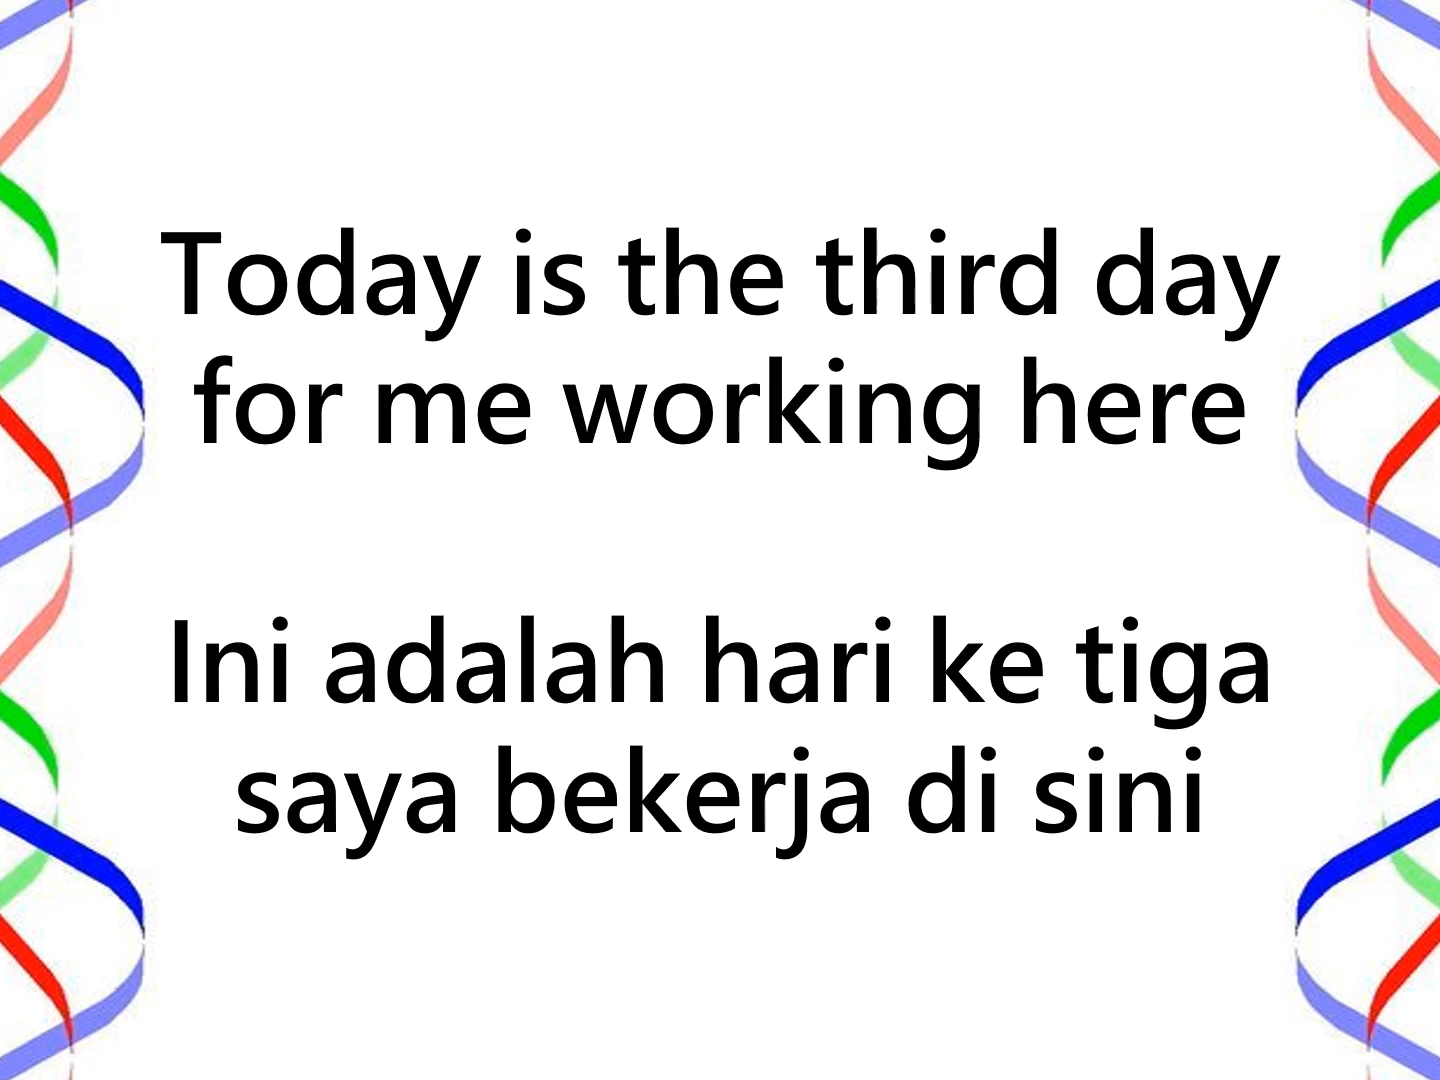 Today is the third day
for me working here
Ini adalah hari ke tiga
saya bekerja di sini